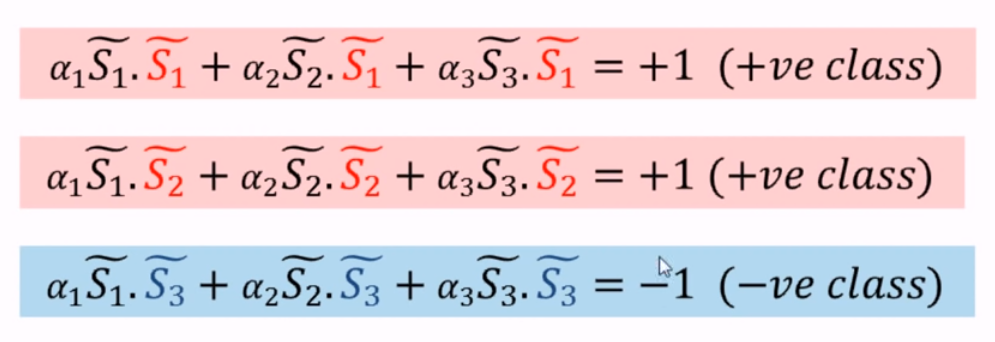 α₁S̃₁.S̃₁ + α₂S̃₂.S̃₁ + α₃S̃₃.S̃₁ = +1 (+ve class)
α₁S̃₁.S̃₂ + α₂S̃₂.S̃₂ + α₃S̃₃.S̃₂ = +1 (+ve class)
α₁S̃₁.S̃₃ + α₂S̃₂.S̃₃ + α₃S̃₃.S̃₃ = −1 (−ve class)